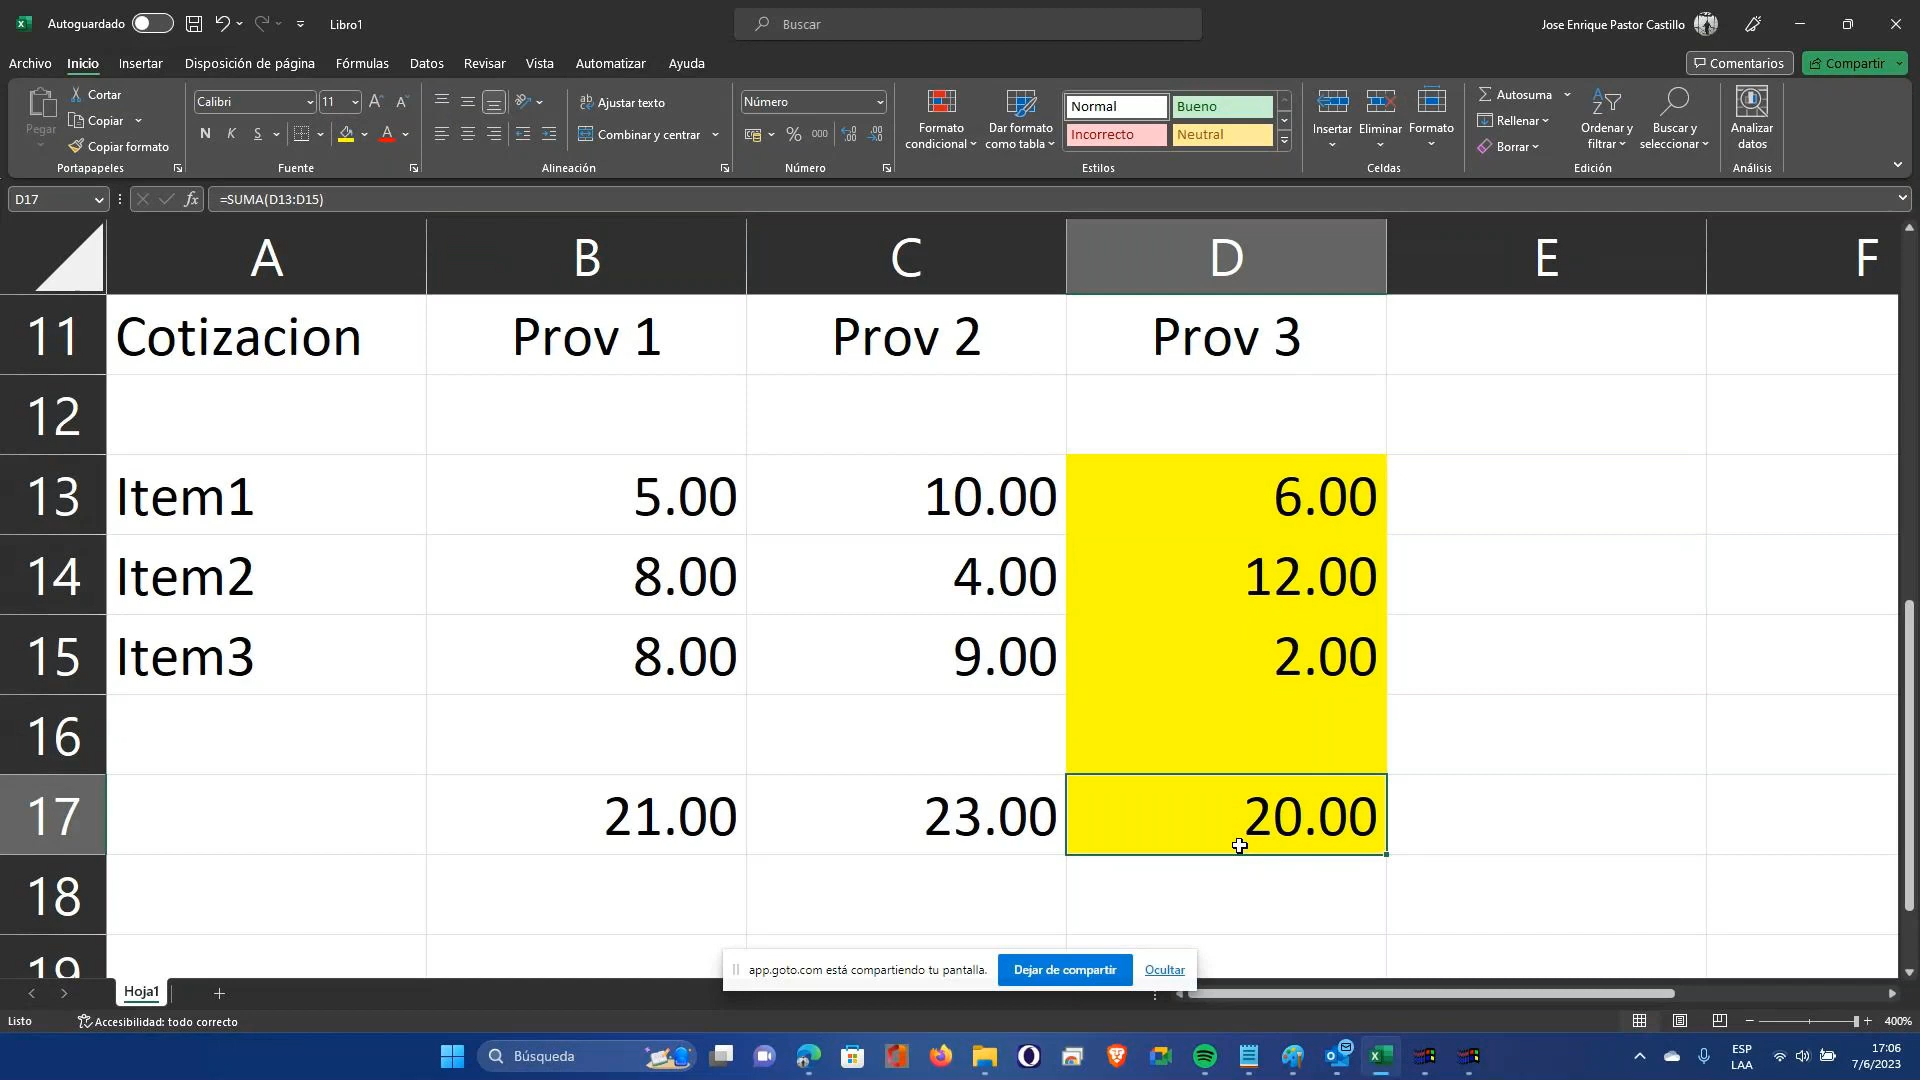 Autoguardado Libro1 Buscar Jose Enrique Pastor Castillo
Archivo Inicio Insertar Disposición de página Fórmulas Datos Revisar Vista Automatizar Ayuda Comentarios Compartir
Pegar Cortar
Copiar
Copiar formato
Portapapeles
Calibri 11
N K S
Fuente
Ajustar texto
Combinar y centrar
Alineación
Número
% 000
Número
Formato condicional
Dar formato como tabla
Normal Bueno
Incorrecto Neutral
Estilos
Insertar Eliminar Formato
Celdas
Autosuma
Rellenar
Borrar
Ordenar y filtrar
Buscar y seleccionar
Edición
Analizar datos
Análisis
D17 fx =SUMA(D13:D15)
A B C D E F
11 Cotizacion Prov 1 Prov 2 Prov 3
12
13 Item1 5.00 10.00 6.00
14 Item2 8.00 4.00 12.00
15 Item3 8.00 9.00 2.00
16
17 21.00 23.00 20.00
18
19
app.goto.com está compartiendo tu pantalla. Dejar de compartir Ocultar
Hoja1
Listo Accesibilidad: todo correcto 400%
Búsqueda
ESP
LAA
17:06
7/6/2023